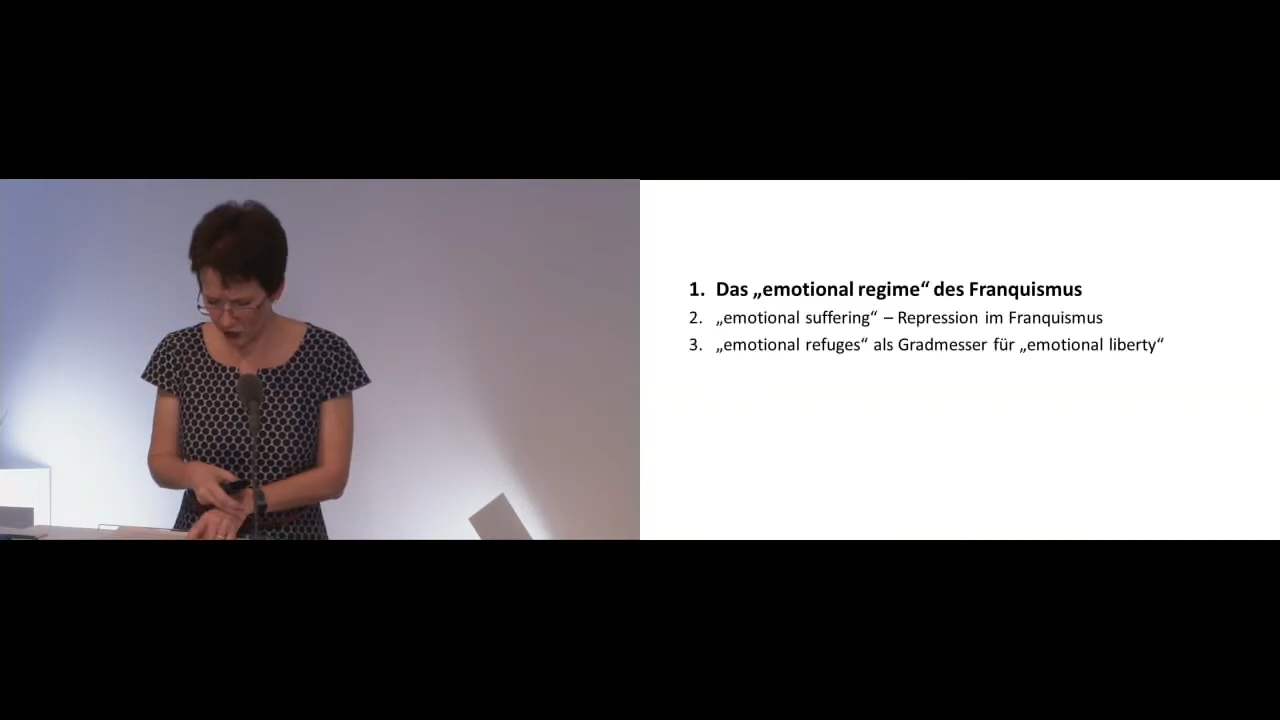 1. Das „emotional regime“ des Franquismus
2. „emotional suffering“ – Repression im Franquismus
3. „emotional refuges“ als Gradmesser für „emotional liberty“